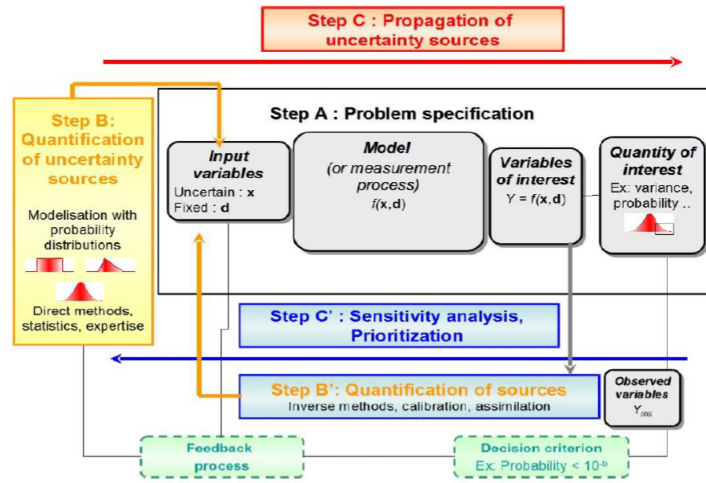 Step C : Propagation of
uncertainty sources
Step B:
Quantification
of uncertainty
sources
Modelisation with
probability
distributions
Direct methods,
statistics, expertise
Step A : Problem specification
Input
variables
Uncertain : x
Fixed : d
Model
(or measurement
process)
f(x,d)
Variables
of interest
Y = f(x,d)
Quantity of
interest
Ex: variance,
probability ..
Step C' : Sensitivity analysis,
Prioritization
Step B': Quantification of sources
Inverse methods, calibration, assimilation
Observed
variables
Yobs
Feedback
process
Decision criterion
Ex: Probability < 10-b